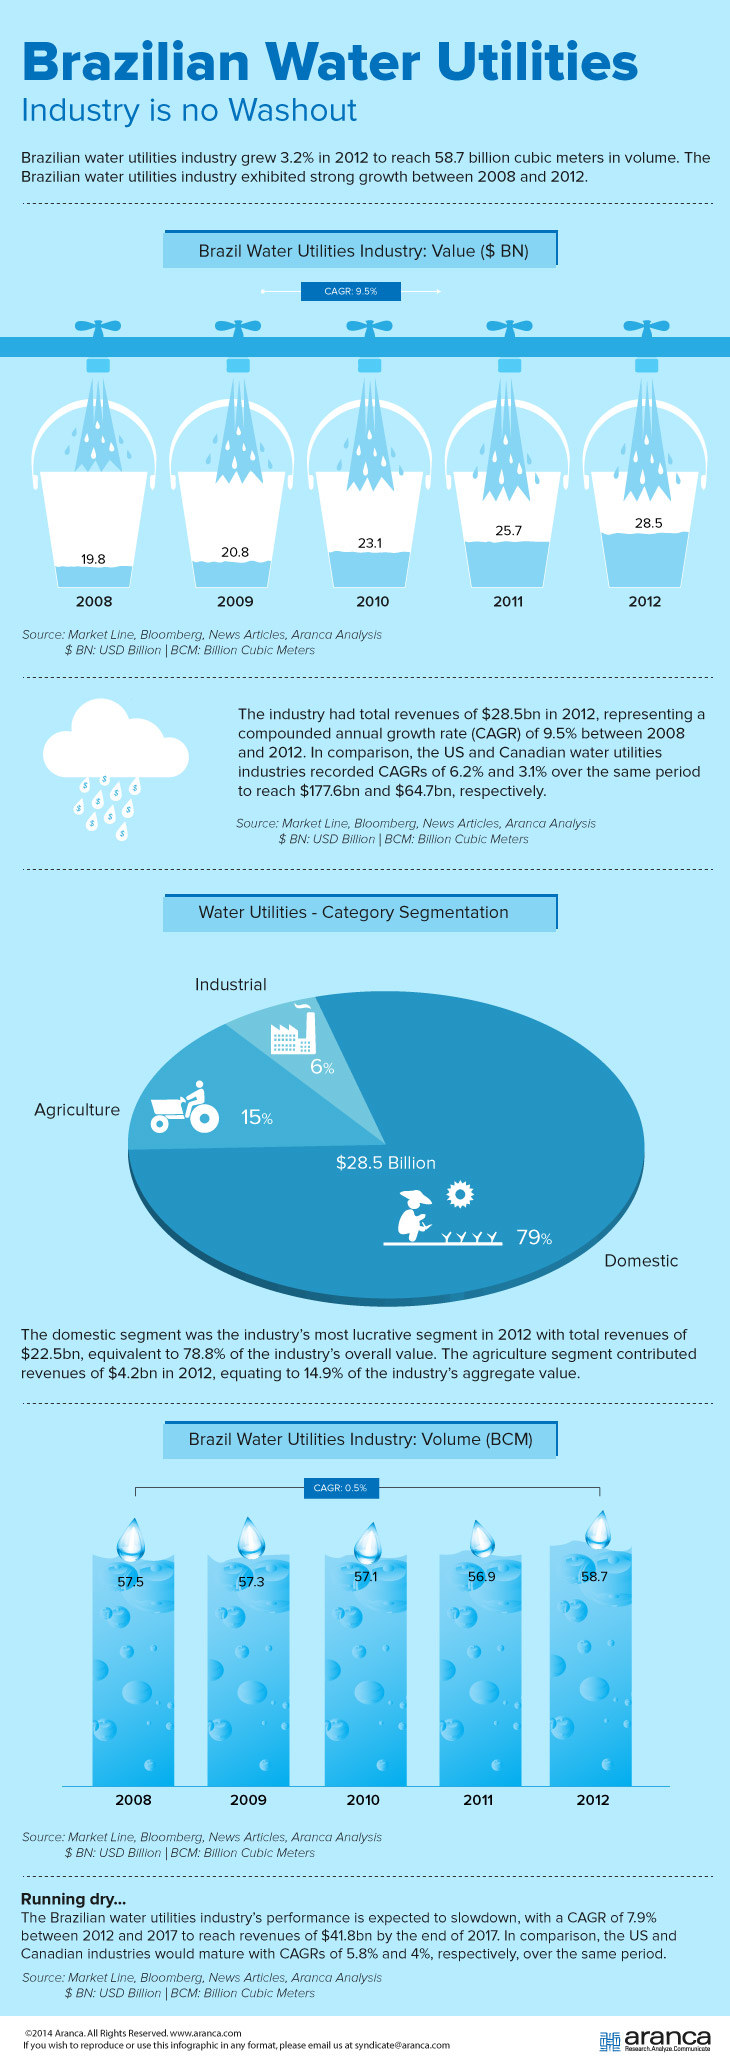 Brazilian Water Utilities
Industry is no Washout
Brazilian water utilities industry grew 3.2% in 2012 to reach 58.7 billion cubic meters in volume. The
Brazilian water utilities industry exhibited strong growth between 2008 and 2012.
Brazil Water Utilities Industry: Value ($ BN)
CAGR: 9.5%
19.8
20.8
23.1
25.7
28.5
2008
2009
2010
2011
2012
Source: Market Line, Bloomberg, News Articles, Aranca Analysis
$ BN: USD Billion | BCM: Billion Cubic Meters
$ $ $
$ $ $
$ $
$
The industry had total revenues of $28.5bn in 2012, representing a
compounded annual growth rate (CAGR) of 9.5% between 2008
and 2012. In comparison, the US and Canadian water utilities
industries recorded CAGRs of 6.2% and 3.1% over the same period
to reach $177.6bn and $64.7bn, respectively.
Source: Market Line, Bloomberg, News Articles, Aranca Analysis
$ BN: USD Billion | BCM: Billion Cubic Meters
Water Utilities - Category Segmentation
Industrial
6%
Agriculture
15%
$28.5 Billion
79%
Domestic
The domestic segment was the industry's most lucrative segment in 2012 with total revenues of
$22.5bn, equivalent to 78.8% of the industry's overall value. The agriculture segment contributed
revenues of $4.2bn in 2012, equating to 14.9% of the industry's aggregate value.
Brazil Water Utilities Industry: Volume (BCM)
CAGR: 0.5%
57.5
57.3
57.1
56.9
58.7
2008
2009
2010
2011
2012
Source: Market Line, Bloomberg, News Articles, Aranca Analysis
$ BN: USD Billion | BCM: Billion Cubic Meters
Running dry...
The Brazilian water utilities industry's performance is expected to slowdown, with a CAGR of 7.9%
between 2012 and 2017 to reach revenues of $41.8bn by the end of 2017. In comparison, the US and
Canadian industries would mature with CAGRs of 5.8% and 4%, respectively, over the same period.
Source: Market Line, Bloomberg, News Articles, Aranca Analysis
$ BN: USD Billion | BCM: Billion Cubic Meters
©2014 Aranca. All Rights Reserved. www.aranca.com
If you wish to reproduce or use this infographic in any format, please email us at syndicate@aranca.com
aranca
Research.Analyze.Communicate